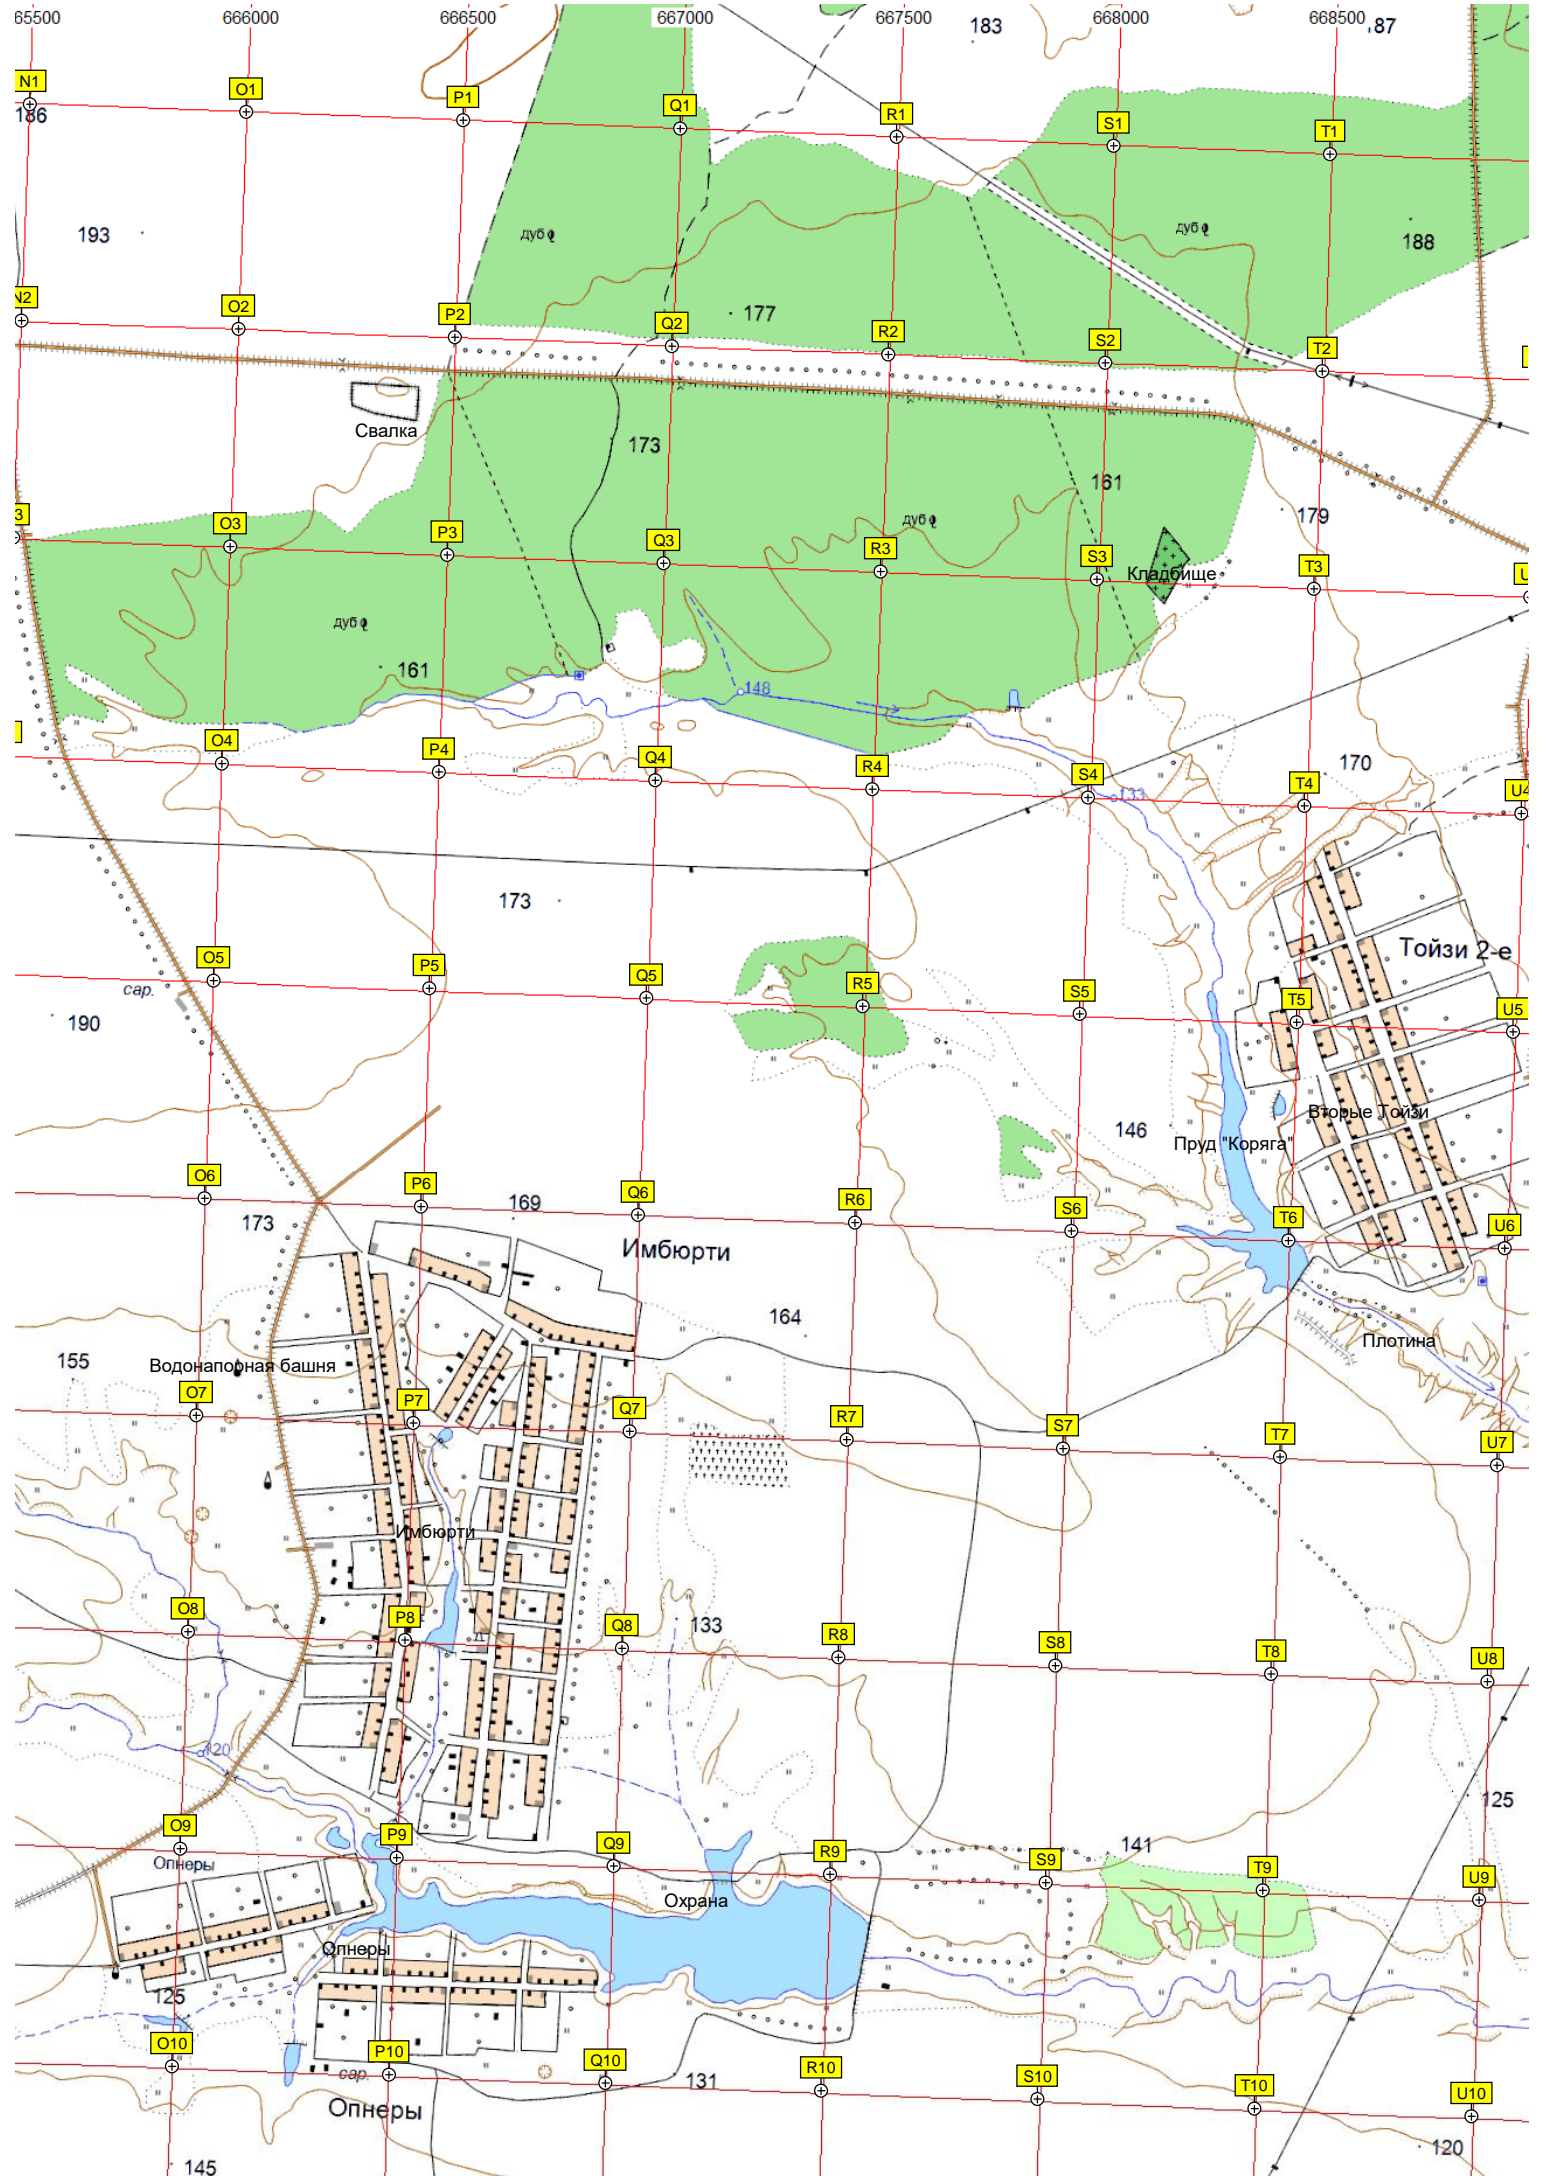 65500 666000 666500 667000 667500 668000 668500
183 187
N1 O1 P1 Q1 R1 S1 T1
186
193 дуб дуб 188
177
N2 O2 P2 Q2 R2 S2 T2
Свалка
173
161
дуб
179
3 O3 P3 Q3 R3 S3 T3 U
Кладбище
дуб
161
148
O4 P4 Q4 R4 S4 T4 U4
170
133
173
Тойзи 2-е
O5 P5 Q5 R5 S5 T5 U5
сар.
190
Вторые Тойзи
146
Пруд "Коряга"
O6 P6 Q6 R6 S6 T6 U6
169
173
Имбюрти
164
Плотина
155
Водонапорная башня
O7 P7 Q7 R7 S7 T7 U7
Имбюрти
O8 P8 Q8 R8 S8 T8 U8
133
120
125
O9 P9 Q9 R9 S9 T9 U9
141
Опнеры
Охрана
Опнеры
125
O10 P10 Q10 R10 S10 T10 U10
сар.
131
Опнеры
120
145